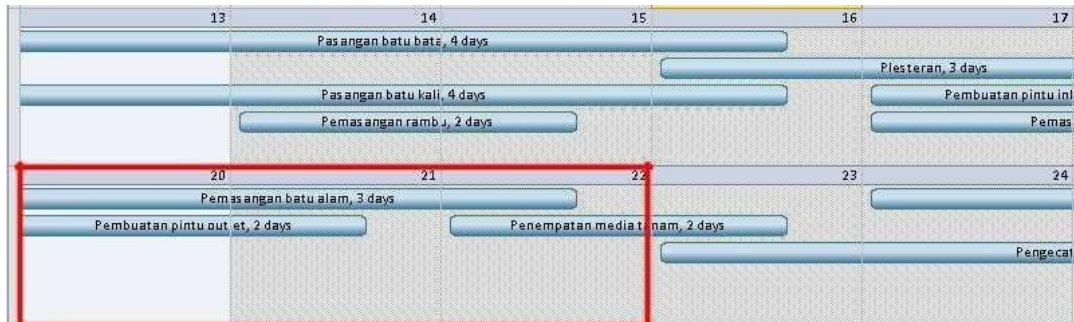 13 14 15 16 17
Pasangan batu bata, 4 days
Plesteran, 3 days
Pasangan batu kali, 4 days Pembuatan pintu inl
Pemasangan rambu, 2 days Pemas
20 21 22 23 24
Pemasangan batu alam, 3 days
Pembuatan pintu outlet, 2 days Penempatan media tanam, 2 days
Pengecat